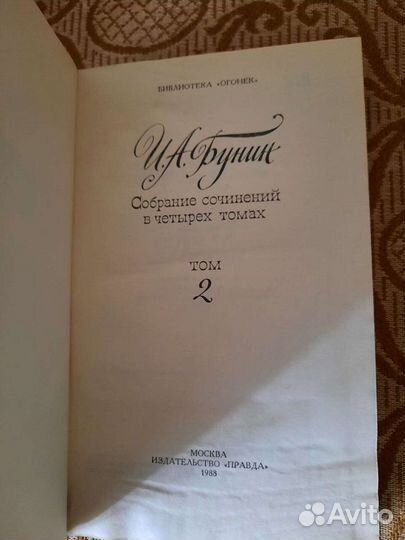 БИБЛИОТЕКА «ОГОНЕК»
И.А.Бунин
Собрание сочинений
в четырех томах
ТОМ
2
МОСКВА
ИЗДАТЕЛЬСТВО «ПРАВДА»
1988
Avito